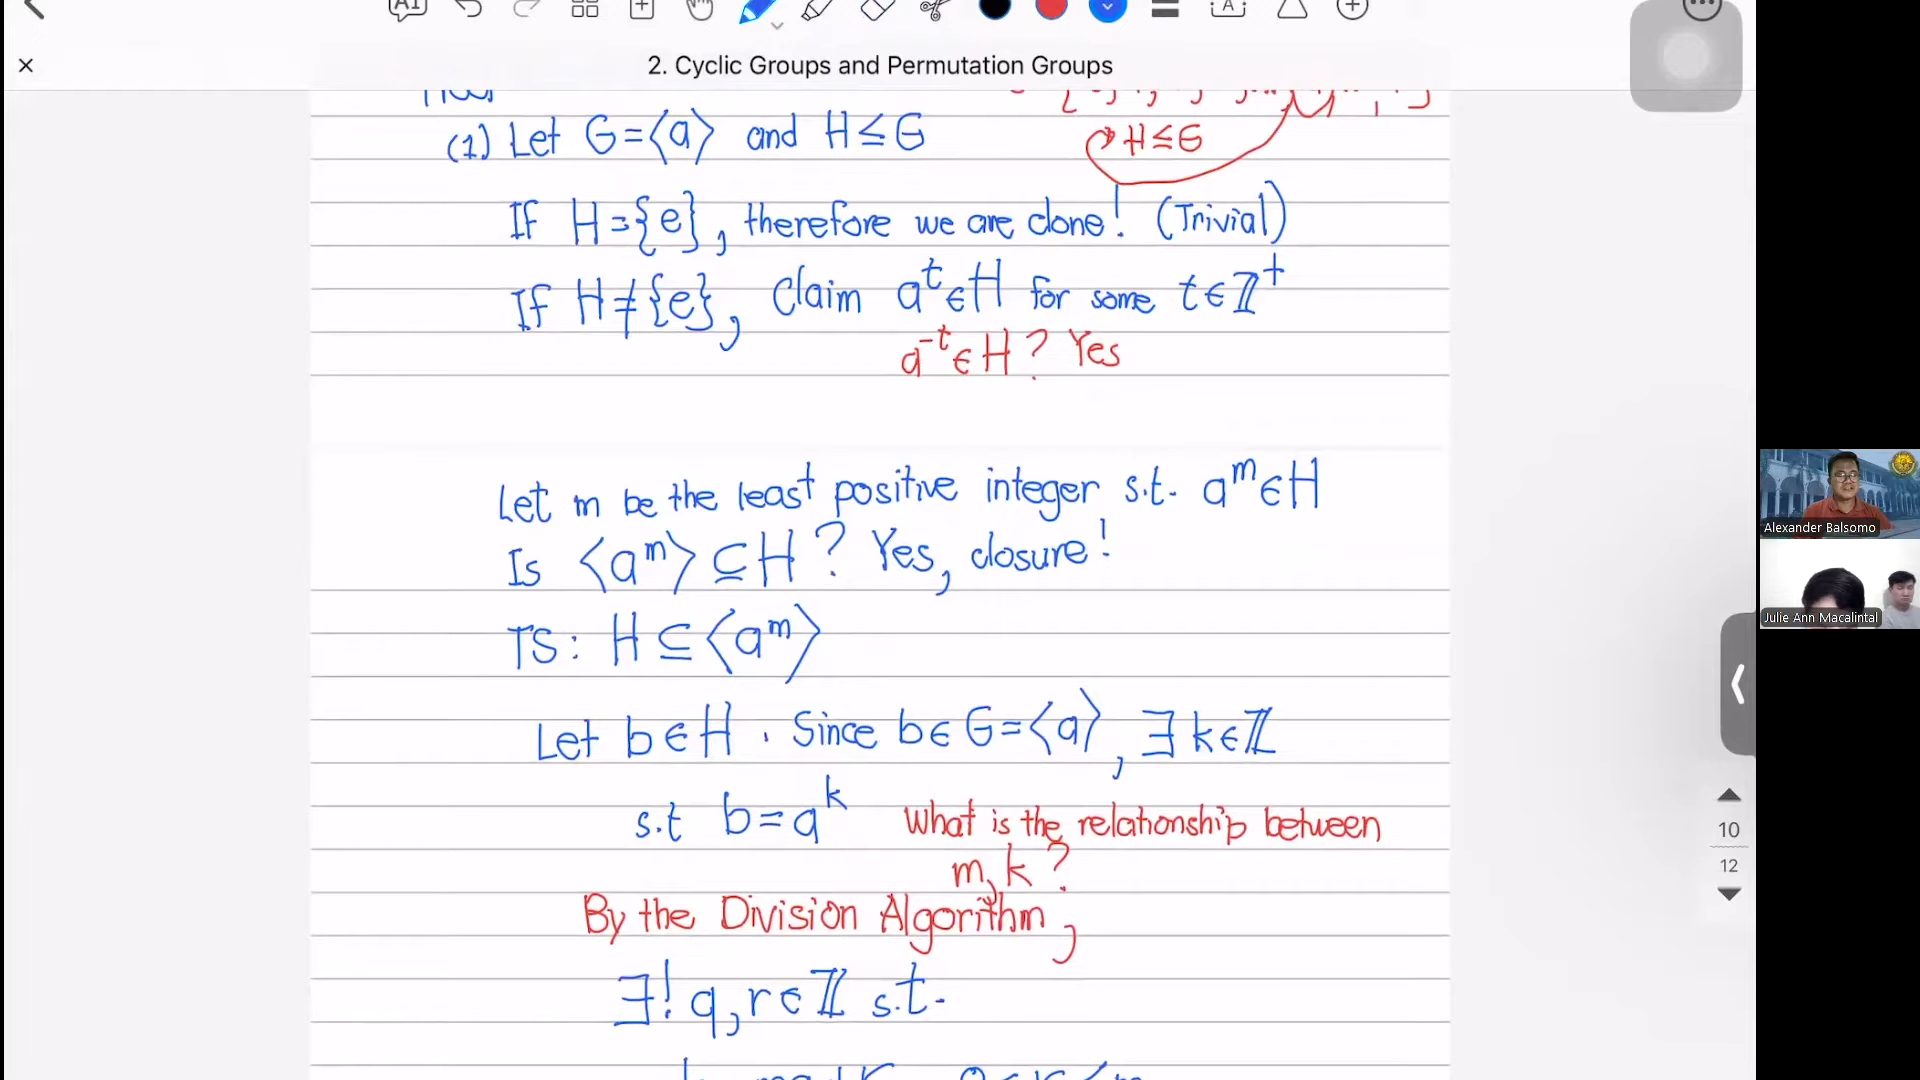 2. Cyclic Groups and Permutation Groups
(1) Let G=⟨a⟩ and H≤G
H≤G
If H={e}, therefore we are done! (Trivial)
If H≠{e}, Claim a^t∈H for some t∈ℤ^+
a^-t∈H? Yes
Let m be the least positive integer s.t. a^m∈H
Is ⟨a^m⟩⊆H? Yes, closure!
TS: H⊆⟨a^m⟩
Let b∈H. Since b∈G=⟨a⟩, ∃k∈ℤ
s.t b=a^k What is the relationship between
m,k?
By the Division Algorithm,
∃! q,r∈ℤ s.t.
10
12
Alexander Balsomo
Julie Ann Macalintal